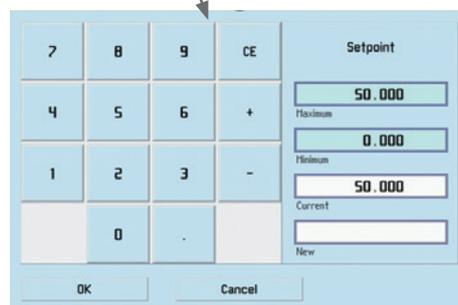 7 8 9 CE
4 5 6 +
1 2 3 -
0 .
Setpoint
50.000
Maximum
0.000
Minimum
50.000
Current
New
OK Cancel